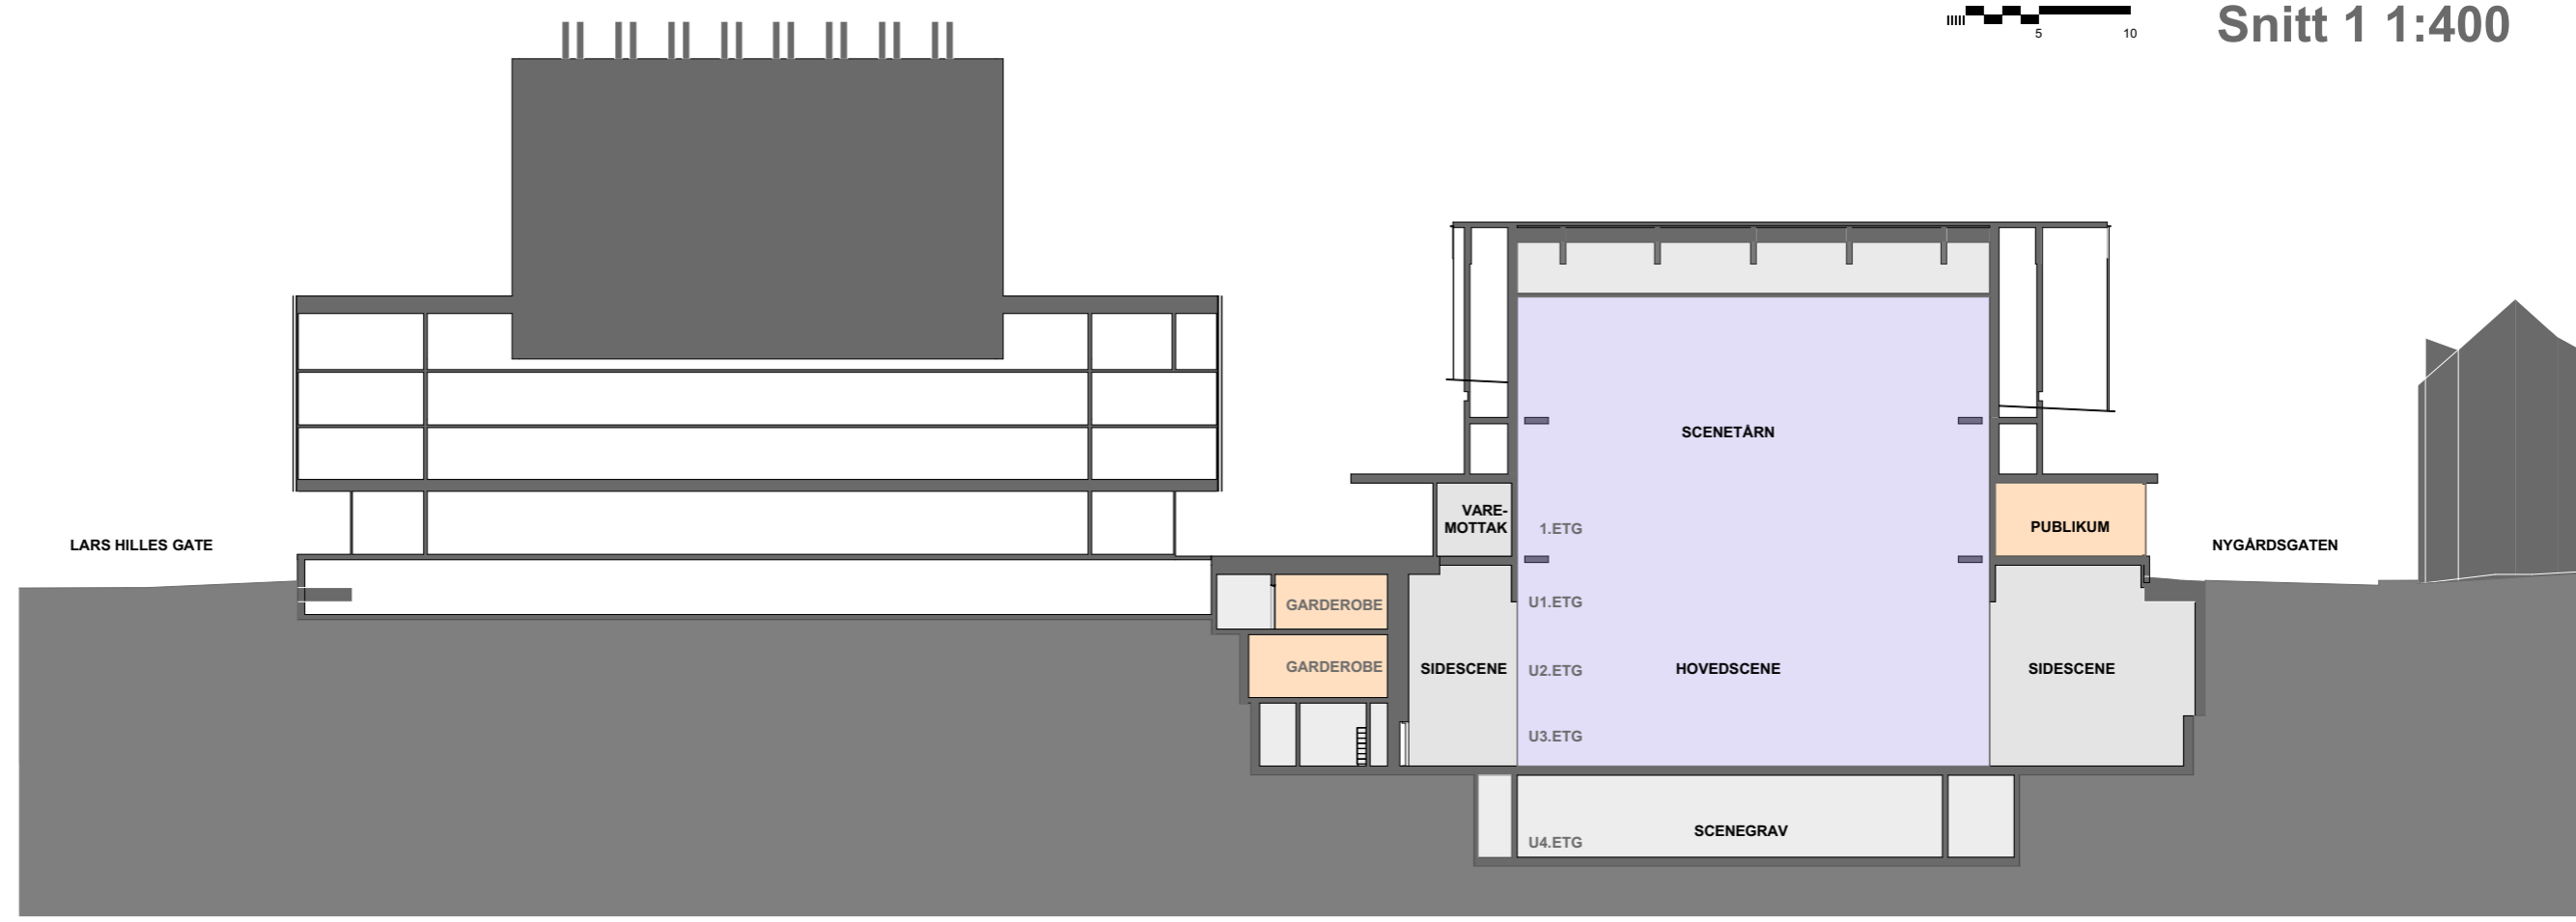 Snitt 1 1:400
5
10
SCENETÅRN
VARE-
MOTTAK
1.ETG
PUBLIKUM
LARS HILLES GATE
NYGÅRDSGATEN
GARDEROBE
U1.ETG
GARDEROBE
SIDESCENE
U2.ETG
HOVEDSCENE
SIDESCENE
U3.ETG
SCENEGRAV
U4.ETG